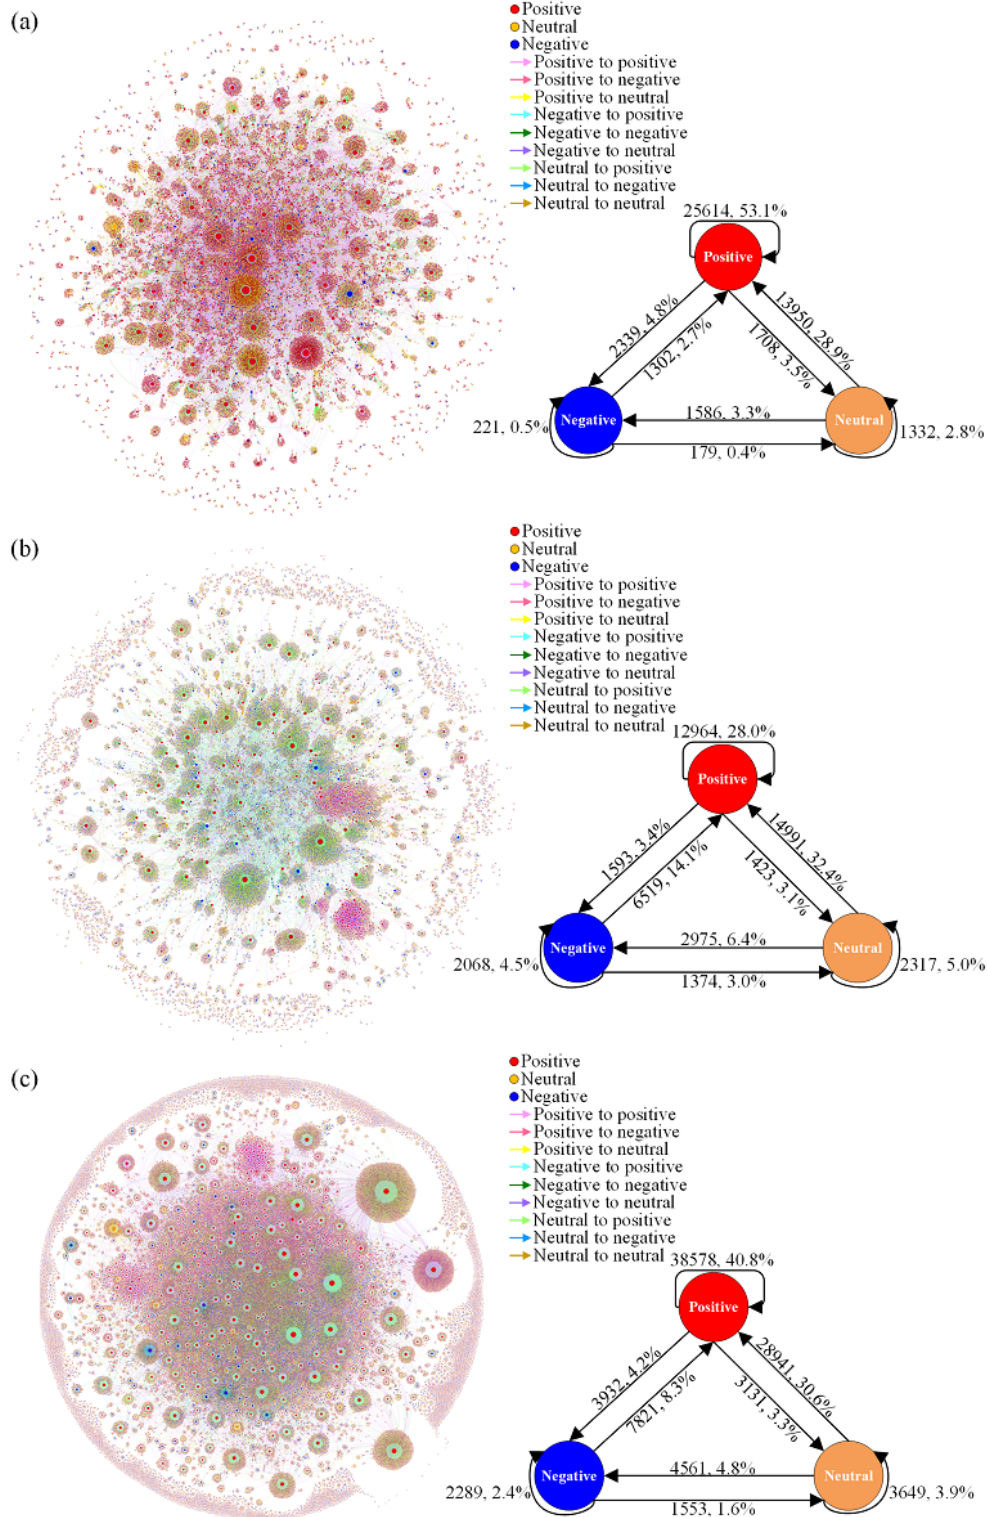 (a)
Positive
Neutral
Negative
Positive to positive
Positive to negative
Positive to neutral
Negative to positive
Negative to negative
Negative to neutral
Neutral to positive
Neutral to negative
Neutral to neutral
25614, 53.1%
Positive
2339, 4.8%
1302, 2.7%
1708, 3.5%
13950, 28.9%
Negative
1586, 3.3%
Neutral
221, 0.5%
179, 0.4%
1332, 2.8%
(b)
Positive
Neutral
Negative
Positive to positive
Positive to negative
Positive to neutral
Negative to positive
Negative to negative
Negative to neutral
Neutral to positive
Neutral to negative
Neutral to neutral
12964, 28.0%
Positive
1593, 3.4%
6519, 14.1%
1423, 3.1%
14991, 32.4%
Negative
2975, 6.4%
Neutral
2068, 4.5%
1374, 3.0%
2317, 5.0%
(c)
Positive
Neutral
Negative
Positive to positive
Positive to negative
Positive to neutral
Negative to positive
Negative to negative
Negative to neutral
Neutral to positive
Neutral to negative
Neutral to neutral
38578, 40.8%
Positive
3932, 4.2%
7821, 8.3%
3131, 3.3%
28941, 30.6%
Negative
4561, 4.8%
Neutral
2289, 2.4%
1553, 1.6%
3649, 3.9%